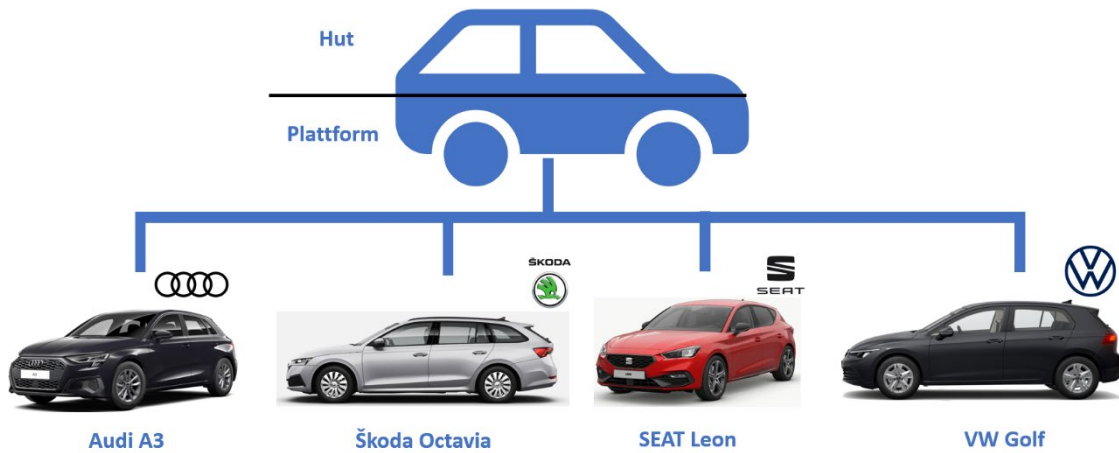 Hut
Plattform
ŠKODA
SEAT
Audi A3
Škoda Octavia
SEAT Leon
VW Golf